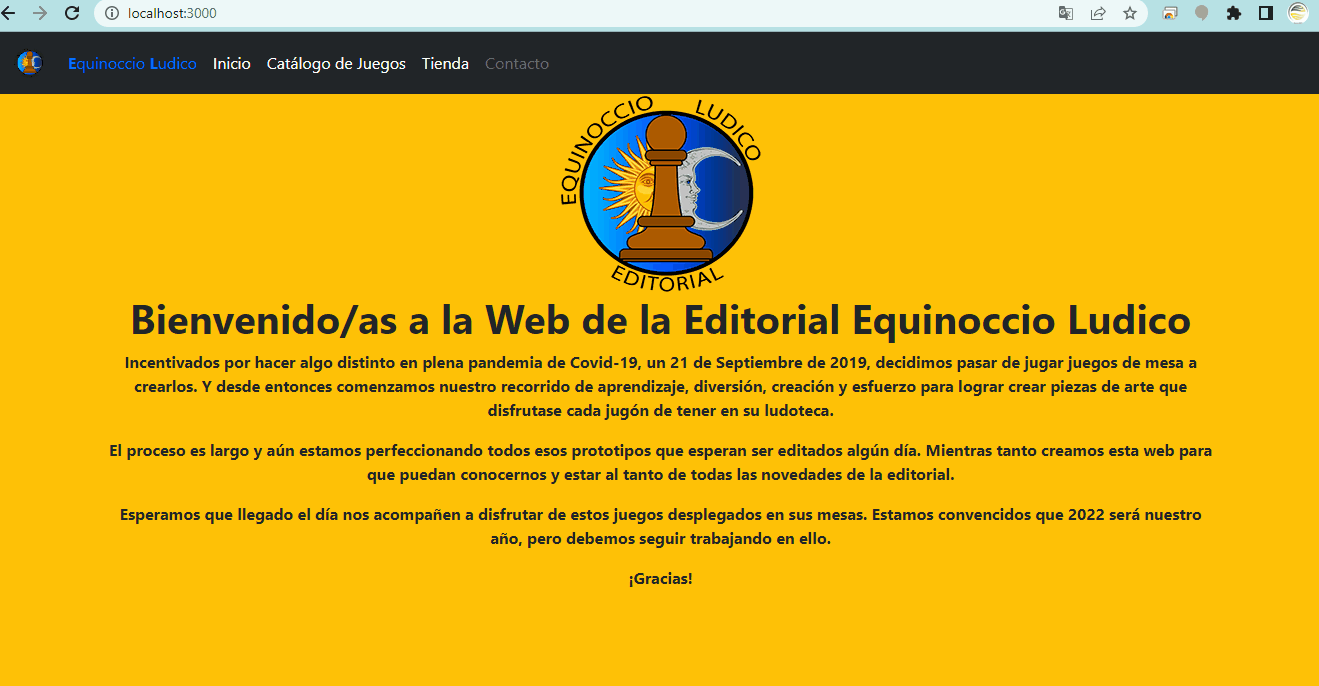 localhost:3000
Equinoccio Ludico Inicio Catálogo de Juegos Tienda Contacto
EQUINOCCIO LUDICO
EDITORIAL
Bienvenido/as a la Web de la Editorial Equinoccio Ludico
Incentivados por hacer algo distinto en plena pandemia de Covid-19, un 21 de Septiembre de 2019, decidimos pasar de jugar juegos de mesa a
crearlos. Y desde entonces comenzamos nuestro recorrido de aprendizaje, diversión, creación y esfuerzo para lograr crear piezas de arte que
disfrutase cada jugón de tener en su ludoteca.
El proceso es largo y aún estamos perfeccionando todos esos prototipos que esperan ser editados algún día. Mientras tanto creamos esta web para
que puedan conocernos y estar al tanto de todas las novedades de la editorial.
Esperamos que llegado el día nos acompañen a disfrutar de estos juegos desplegados en sus mesas. Estamos convencidos que 2022 será nuestro
año, pero debemos seguir trabajando en ello.
¡Gracias!